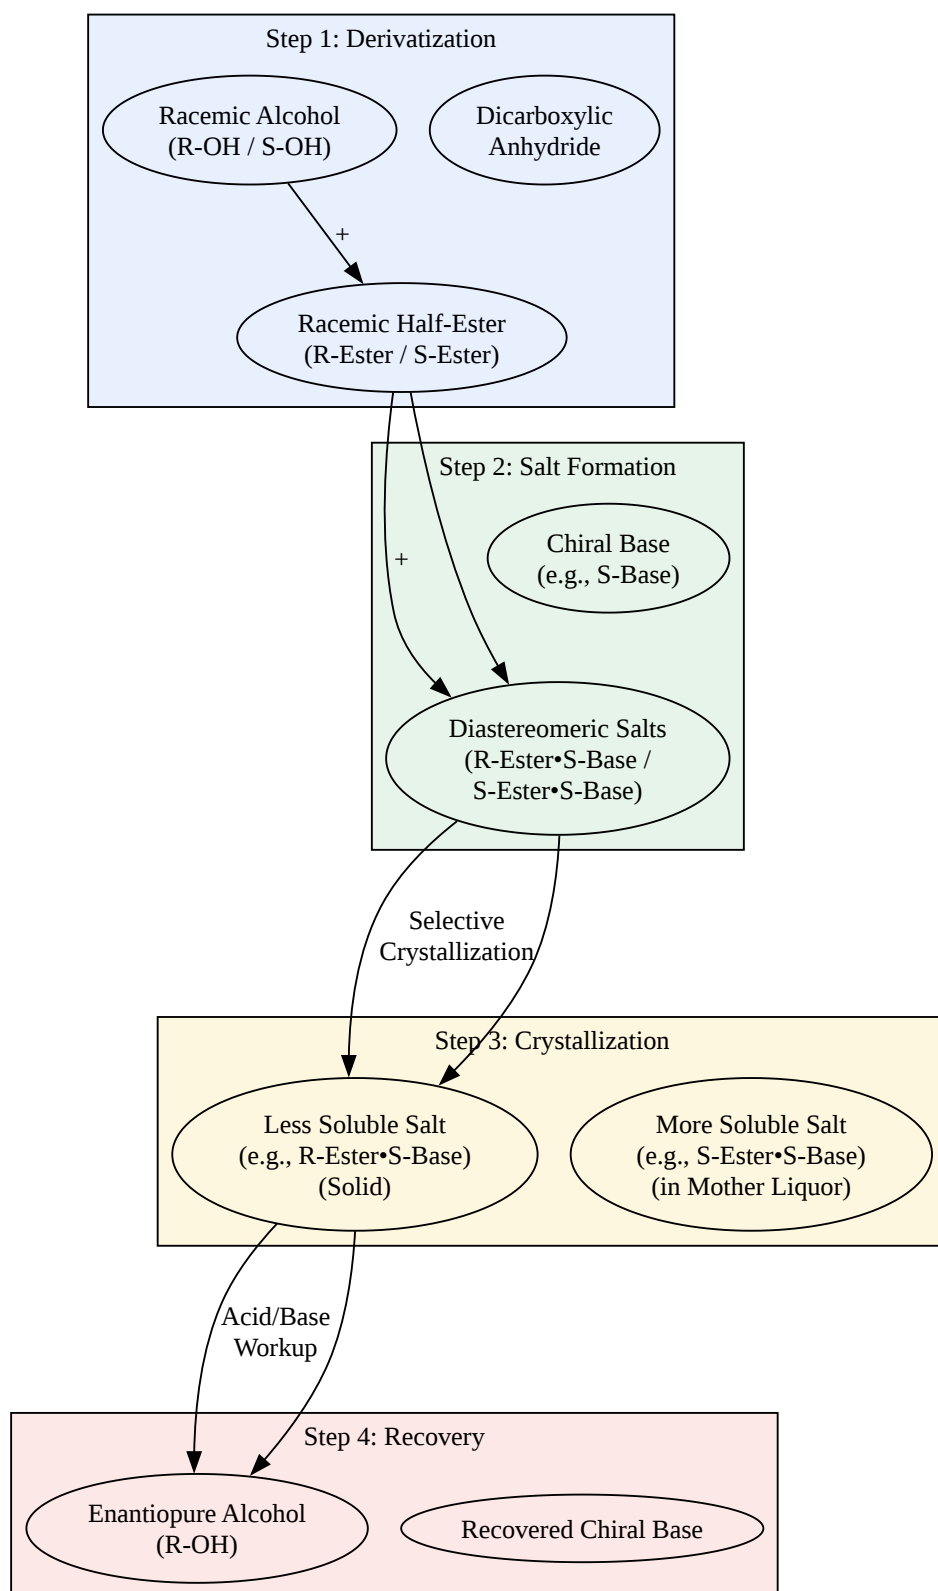 Step 1: Derivatization
Racemic Alcohol
(R-OH / S-OH)
Dicarboxylic
Anhydride
+
Racemic Half-Ester
(R-Ester / S-Ester)
Step 2: Salt Formation
Chiral Base
(e.g., S-Base)
+
Diastereomeric Salts
(R-Ester•S-Base /
S-Ester•S-Base)
Selective
Crystallization
Step 3: Crystallization
Less Soluble Salt
(e.g., R-Ester•S-Base)
(Solid)
More Soluble Salt
(e.g., S-Ester•S-Base)
(in Mother Liquor)
Acid/Base
Workup
Step 4: Recovery
Enantiopure Alcohol
(R-OH)
Recovered Chiral Base